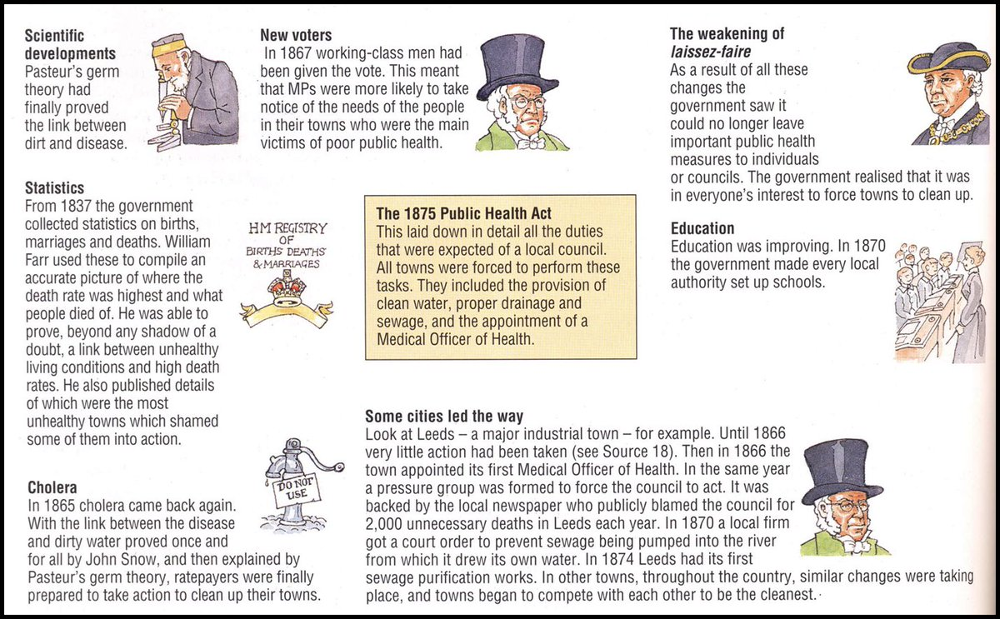 Scientific
developments
Pasteur's germ
theory had
finally proved
the link between
dirt and disease.
New voters
In 1867 working-class men had
been given the vote. This meant
that MPs were more likely to take
notice of the needs of the people
in their towns who were the main
victims of poor public health.
The weakening of
laissez-faire
As a result of all these
changes the
government saw it
could no longer leave
important public health
measures to individuals
or councils. The government realised that it was
in everyone's interest to force towns to clean up.
Statistics
From 1837 the government
collected statistics on births,
marriages and deaths. William
Farr used these to compile an
accurate picture of where the
death rate was highest and what
people died of. He was able to
prove, beyond any shadow of a
doubt, a link between unhealthy
living conditions and high death
rates. He also published details
of which were the most
unhealthy towns which shamed
some of them into action.
HM REGISTRY
OF
BIRTHS DEATHS
& MARRIAGES
The 1875 Public Health Act
This laid down in detail all the duties
that were expected of a local council.
All towns were forced to perform these
tasks. They included the provision of
clean water, proper drainage and
sewage, and the appointment of a
Medical Officer of Health.
Education
Education was improving. In 1870
the government made every local
authority set up schools.
Cholera
In 1865 cholera came back again.
With the link between the disease
and dirty water proved once and
for all by John Snow, and then explained by
Pasteur's germ theory, ratepayers were finally
prepared to take action to clean up their towns.
DO NOT
USE
Some cities led the way
Look at Leeds – a major industrial town – for example. Until 1866
very little action had been taken (see Source 18). Then in 1866 the
town appointed its first Medical Officer of Health. In the same year
a pressure group was formed to force the council to act. It was
backed by the local newspaper who publicly blamed the council for
2,000 unnecessary deaths in Leeds each year. In 1870 a local firm
got a court order to prevent sewage being pumped into the river
from which it drew its own water. In 1874 Leeds had its first
sewage purification works. In other towns, throughout the country, similar changes were taking
place, and towns began to compete with each other to be the cleanest.